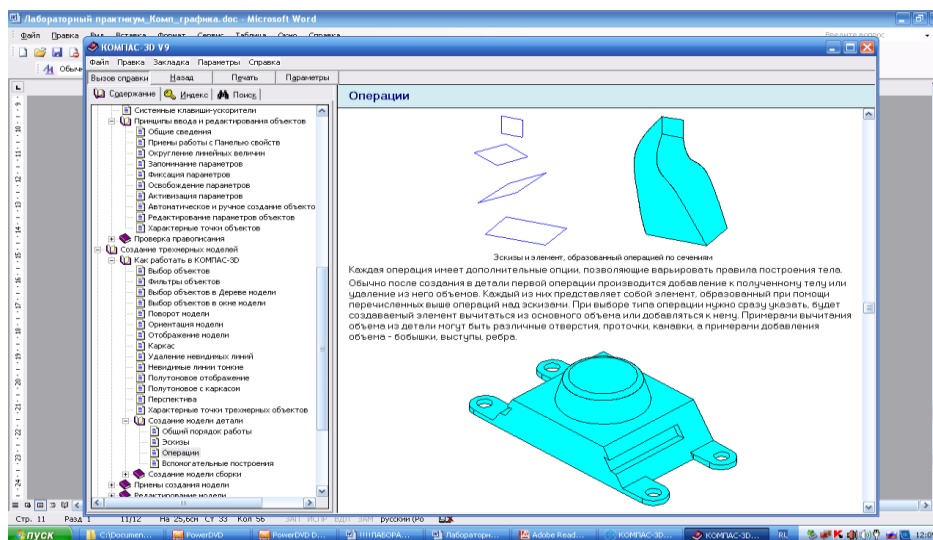 Лабораторный практикум_Комп_графика.doc - Microsoft Word
Файл Правка Вид Вставка Формат Сервис Таблица Окно Справка
Введите вопрос
КОМПАС-3D V9
Файл Правка Закладка Параметры Справка
Вызов справки Назад Печать Параметры
Содержание Индекс Поиск
Операции
Системные клавиши-ускорители
Принципы ввода и редактирования объектов
Общие сведения
Приемы работы с Панелью свойств
Округление линейных величин
Запоминание параметров
Фиксация параметров
Освобождение параметров
Активизация параметров
Автоматическое и ручное создание объекто
Редактирование параметров объектов
Характерные точки объектов
Проверка правописания
Создание трехмерных моделей
Как работать в КОМПАС-3D
Выбор объектов
Фильтры объектов
Выбор объектов в Дереве модели
Выбор объектов в окне модели
Поворот модели
Ориентация модели
Отображение модели
Каркас
Удаление невидимых линий
Невидимые линии тонкие
Полутоновое отображение
Полутоновое с каркасом
Перспектива
Характерные точки трехмерных объектов
Создание модели детали
Общий порядок работы
Эскизы
Операции
Вспомогательные построения
Создание модели сборки
Приемы создания модели
Редактирование модели
Эскизы и элемент, образованный операцией по сечениям
Каждая операция имеет дополнительные опции, позволяющие варьировать правила построения тела.
Обычно после создания в детали первой операции производится добавление к полученному телу или
удаление из него объемов. Каждый из них представляет собой элемент, образованный при помощи
перечисленных выше операций над эскизами. При выборе типа операции нужно сразу указать, будет
создаваемый элемент вычитаться из основного объема или добавляться к нему. Примерами вычитания
объема из детали могут быть различные отверстия, проточки, канавки, а примерами добавления
объема - бобышки, выступы, ребра.
Стр. 11 Разд 1 11/12 На 25,6см Ст 33 Кол 56 ЗАП ИСПР ВДЛ ЗАМ русский (Ро
пуск C:\Documen... PowerDVD PowerDVD D... !!!!ЛАБОРА... Лабораторн... Adobe Read... КОМПАС-3D... КОМПАС-3D... RU 12:0